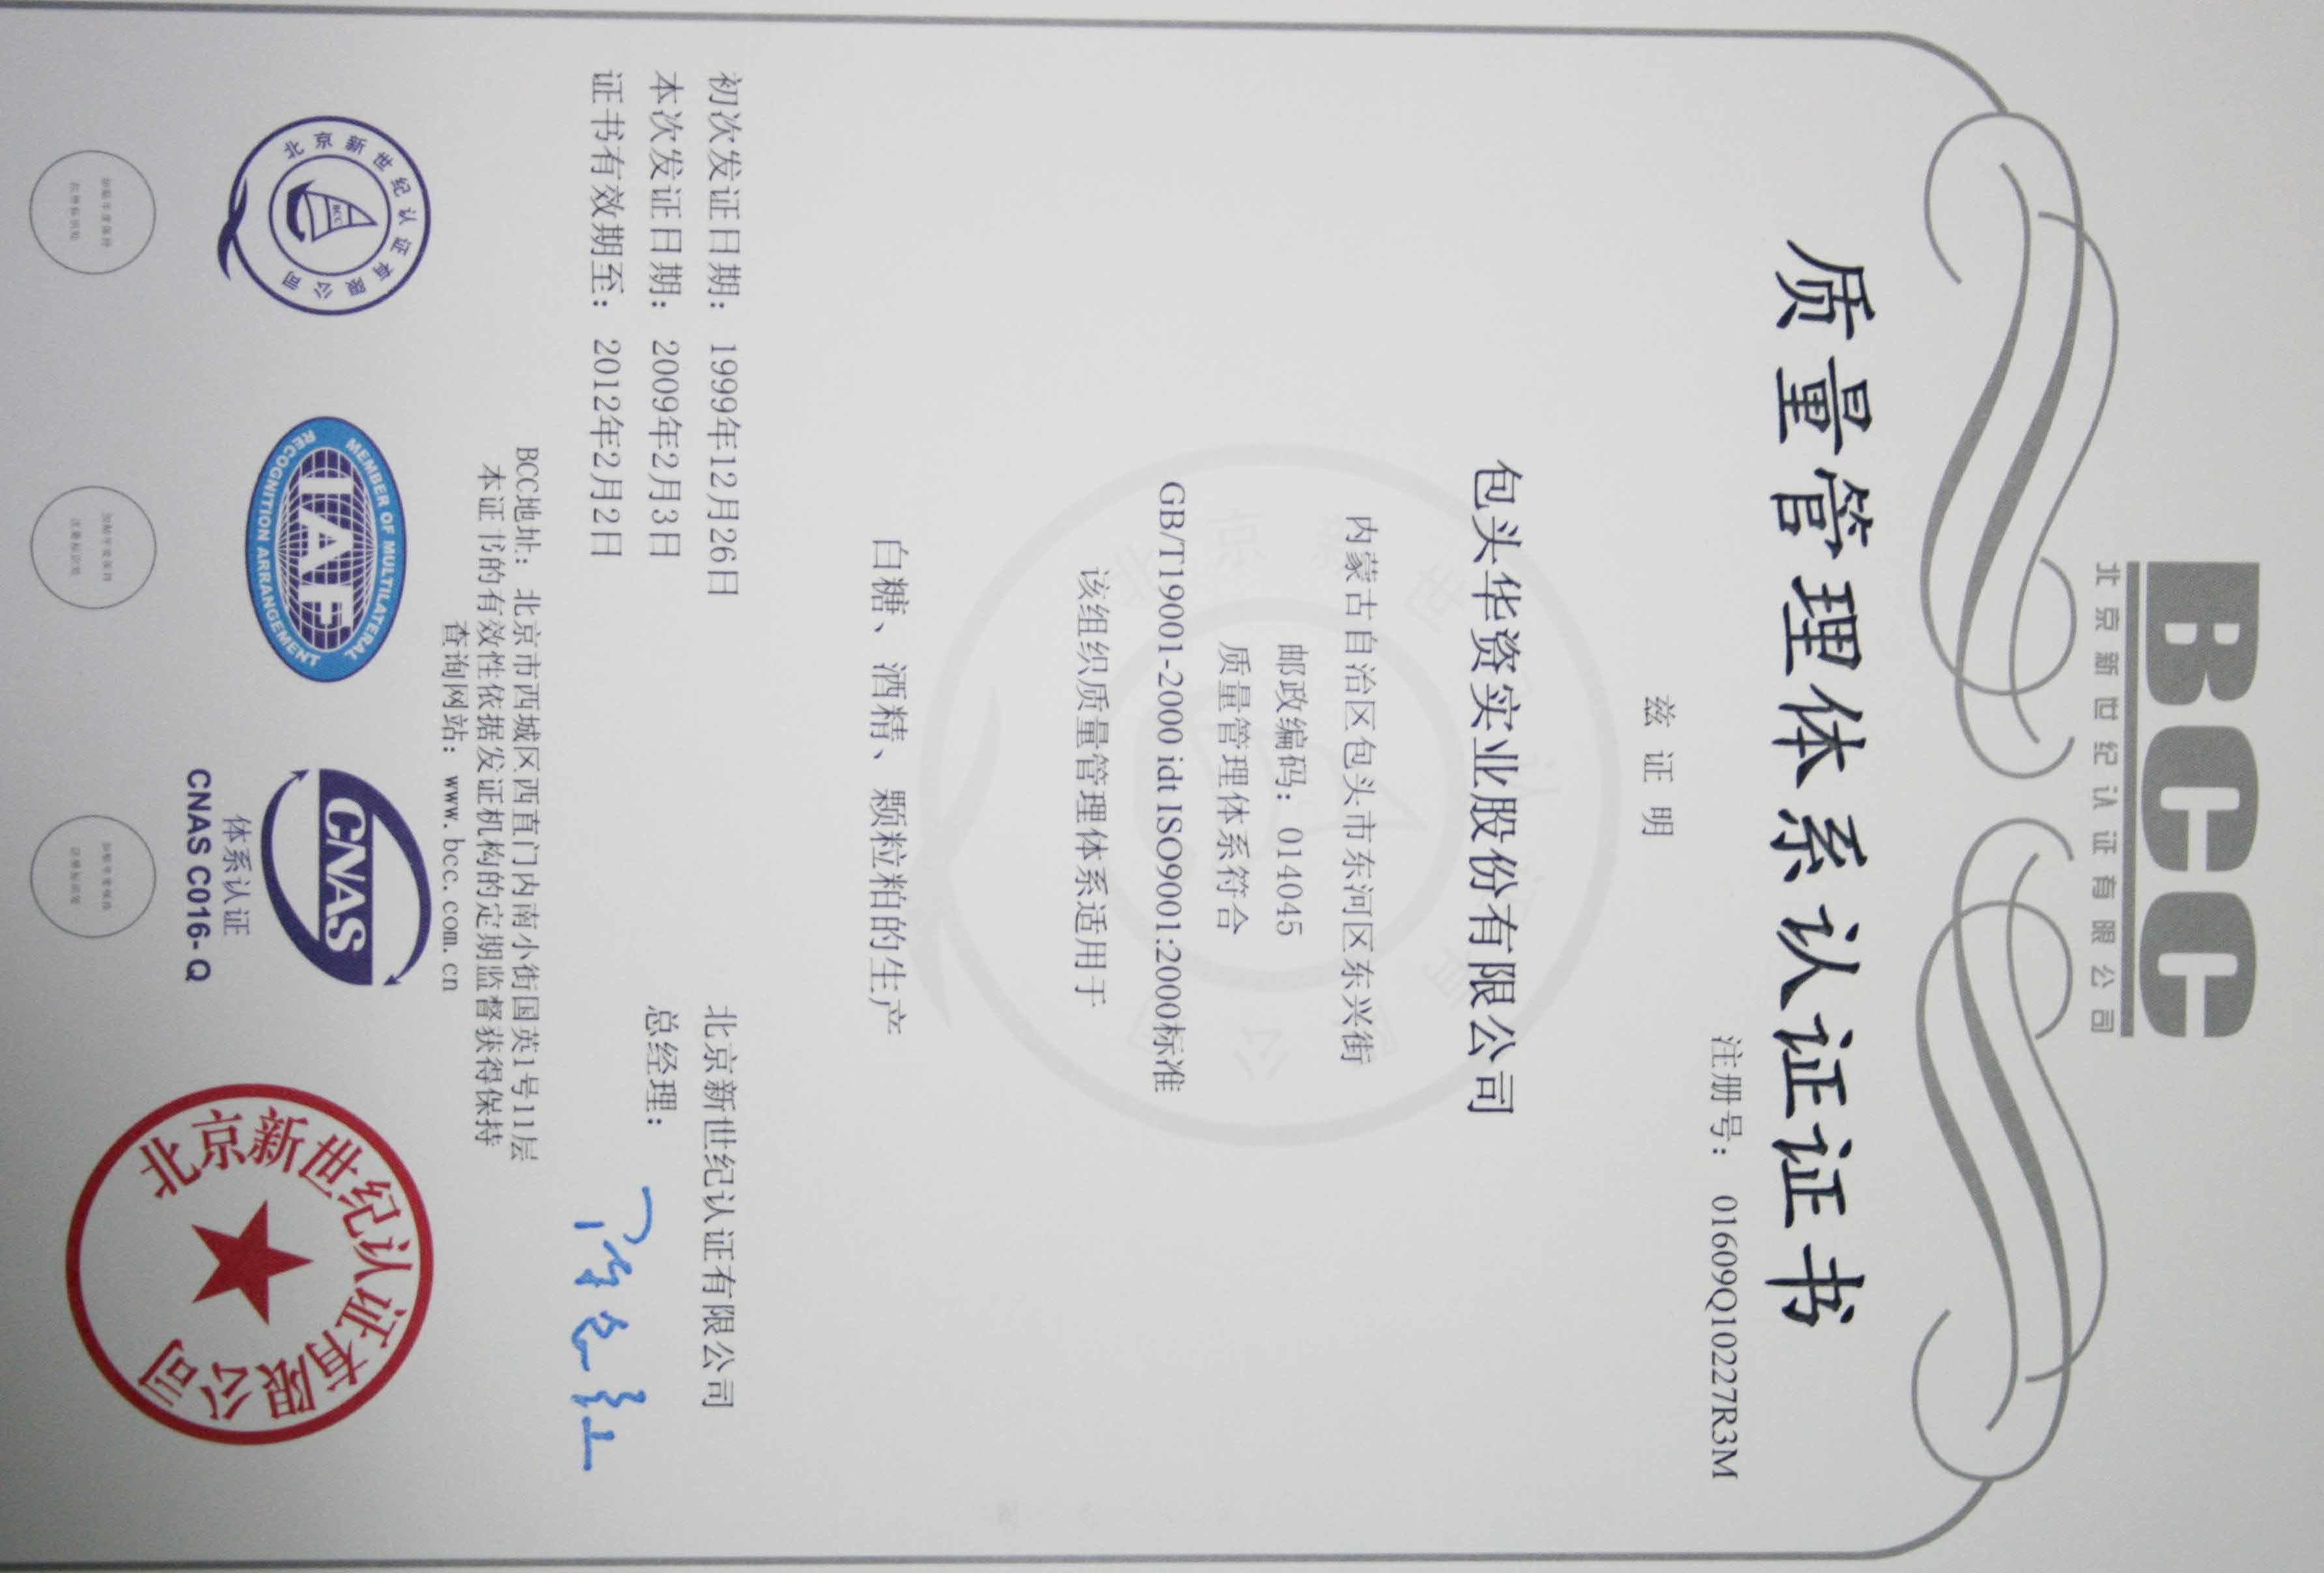 BCC
北京新世纪认证有限公司
质量管理体系认证证书
注册号： 01609Q10227R3M
兹证明
包头华资实业股份有限公司
内蒙古自治区包头市东河区东兴街
邮政编码：014045
质量管理体系符合
GB/T19001-2000 idt ISO9001:2000标准
该组织质量管理体系适用于
白糖、酒精、颗粒粕的生产
初次发证日期： 1999年12月26日
本次发证日期： 2009年2月3日
证书有效期至： 2012年2月2日
北京新世纪认证有限公司
总经理：
BCC地址：北京市西城区西直门内南小街国英1号11层
本证书的有效性依据发证机构的定期监督获得保持
查询网站：www.bcc.com.cn
北京新世纪认证有限公司
BCC
MEMBER OF MULTILATERAL
IAF
RECOGNITION ARRANGEMENT
CNAS
体系认证
CNAS C016-Q
北京新世纪认证有限公司